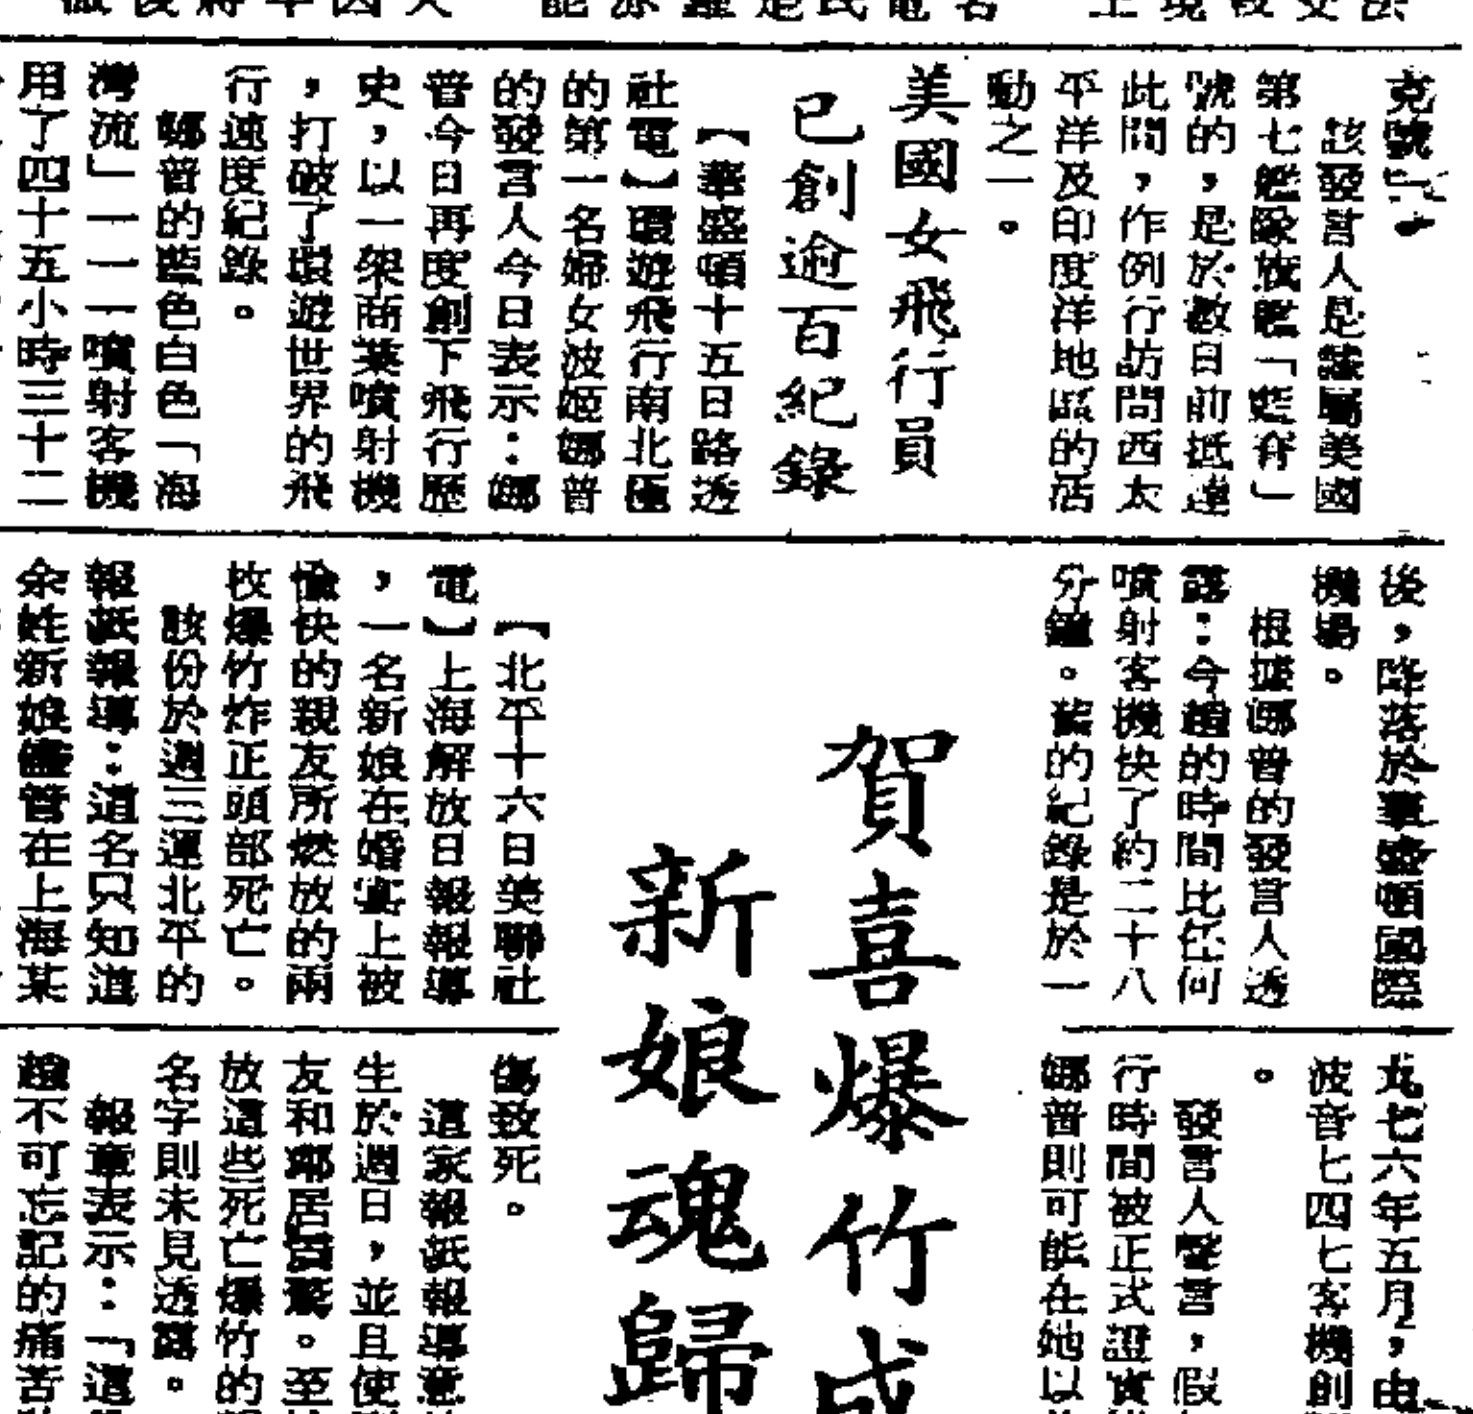 克號」。
該發言人是隸屬美國
第七艦隊旗艦「藍脊」
號的,是於數日前抵達
此間,作例行訪問西太
平洋及印度洋地區的活
動之一。
美國女飛行員
已創逾百紀錄
【華盛頓十五日路透
社電】環遊飛行南北極
的第一名婦女波姬娜普
的發言人今日表示:娜
普今日再度創下飛行歷
史,以一架商業噴射機
,打破了環遊世界的飛
行速度紀錄。
娜普的藍色白色「海
灣流」一一一噴射客機
用了四十五小時三十二
後,降落於華盛頓國際
機場。
根據娜普的發言人透
露:今趟的時間比任何
噴射客機快了約二十八
分鐘。舊的紀錄是於一
九七六年五月,由
波音七四七客機創
。
發言人聲言,假
行時間被正式證實
娜普則可能在她以
賀喜爆竹成
新娘魂歸
【北平十六日美聯社
電】上海解放日報報導
,一名新娘在婚宴上被
愉快的親友所燃放的兩
枚爆竹炸正頭部死亡。
該份於週三運北平的
報紙報導:這名只知道
余姓新娘儘管在上海某
傷致死。
這家報紙報導意
生於週日,並且使
友和鄰居震驚。至
放這些死亡爆竹的
名字則未見透露。
報章表示:「這
趟不可忘記的痛苦